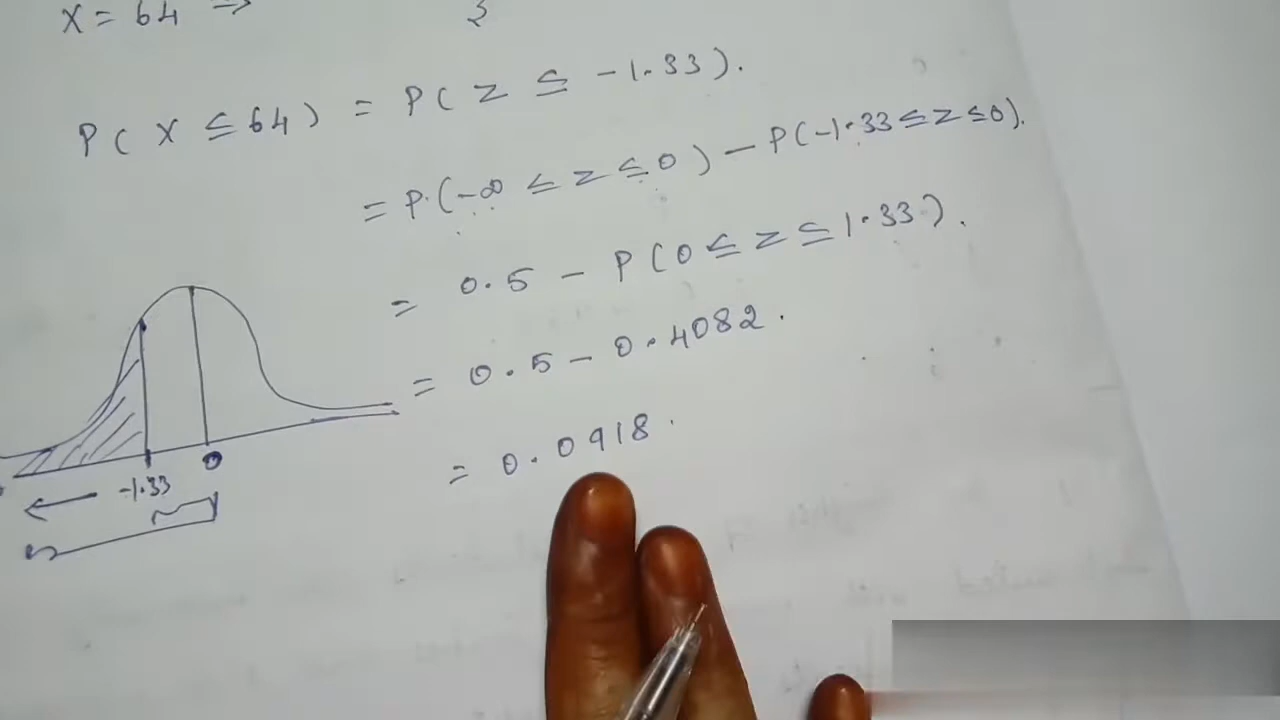 X = 64 →
P( X ≤ 64 ) = P( Z ≤ -1.33 ).
= P(-∞ ≤ Z ≤ 0 ) - P(-1.33 ≤ Z ≤ 0).
= 0.5 - P( 0 ≤ Z ≤ 1.33 ).
= 0.5 - 0.4082.
= 0.0918.
-1.33 0